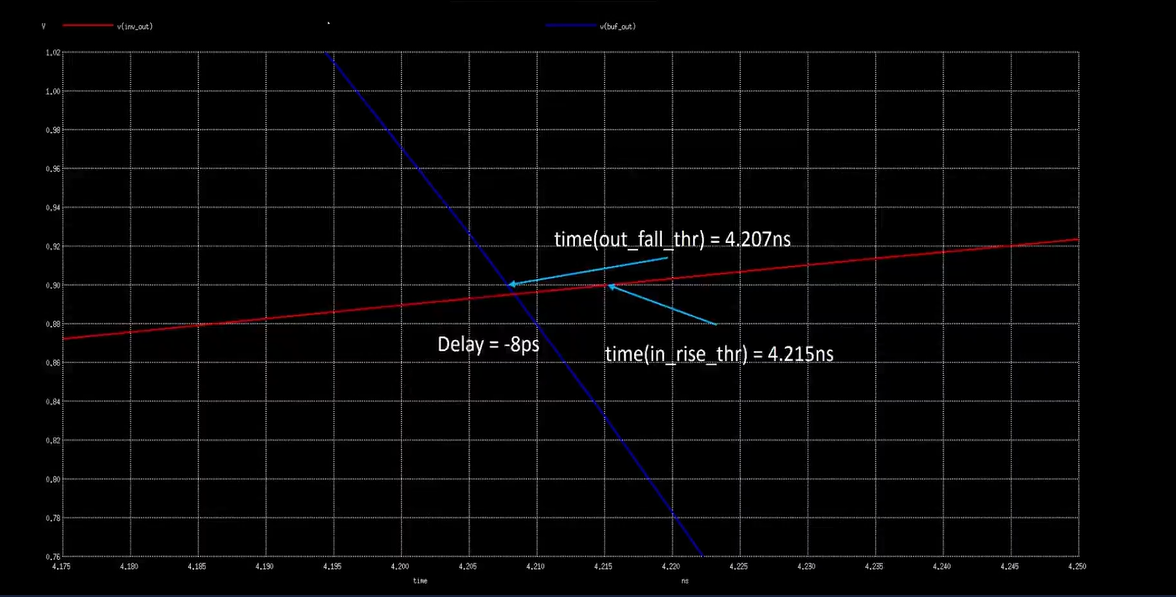 V v(inv_out) v(buf_out)
1.02
1.00
0.98
0.96
0.94
time(out_fall_thr) = 4.207ns
0.92
0.90
0.88
Delay = -8ps
time(in_rise_thr) = 4.215ns
0.86
0.84
0.82
0.80
0.78
0.76
4.175 4.180 4.185 4.190 4.195 4.200 4.205 4.210 4.215 4.220 4.225 4.230 4.235 4.240 4.245 4.250
time ns